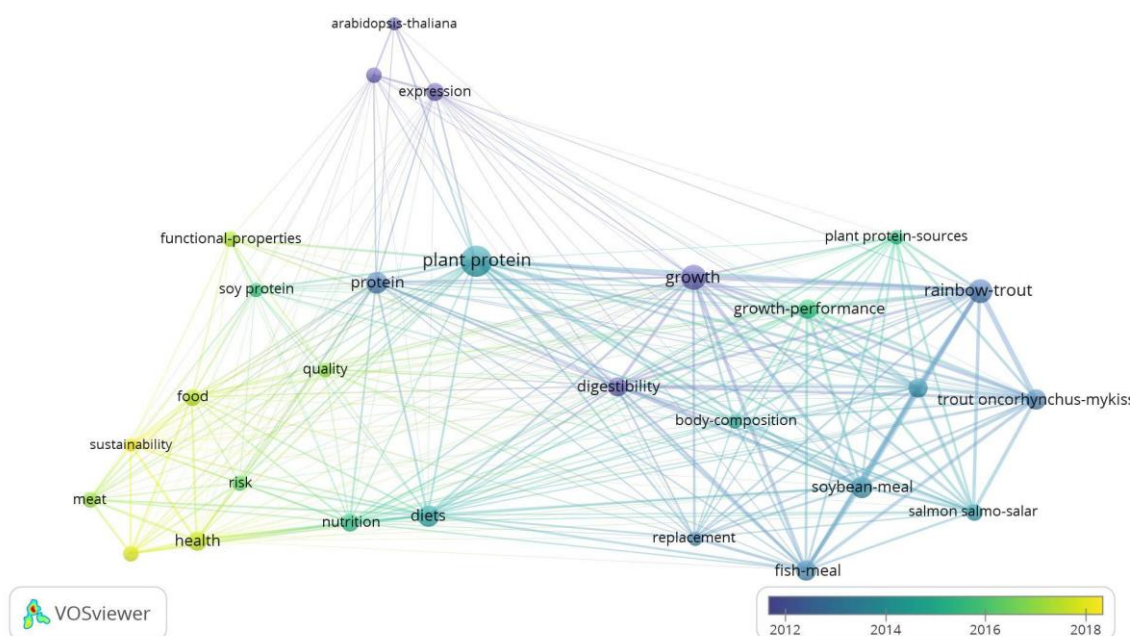 arabidopsis-thaliana
expression
functional-properties
plant protein-sources
plant protein
soy protein
protein
growth
rainbow-trout
growth-performance
quality
digestibility
food
trout oncorhynchus-mykiss
body-composition
sustainability
risk
meat
soybean-meal
nutrition
diets
salmon salmo-salar
health
replacement
fish-meal
VOSviewer
2012 2014 2016 2018